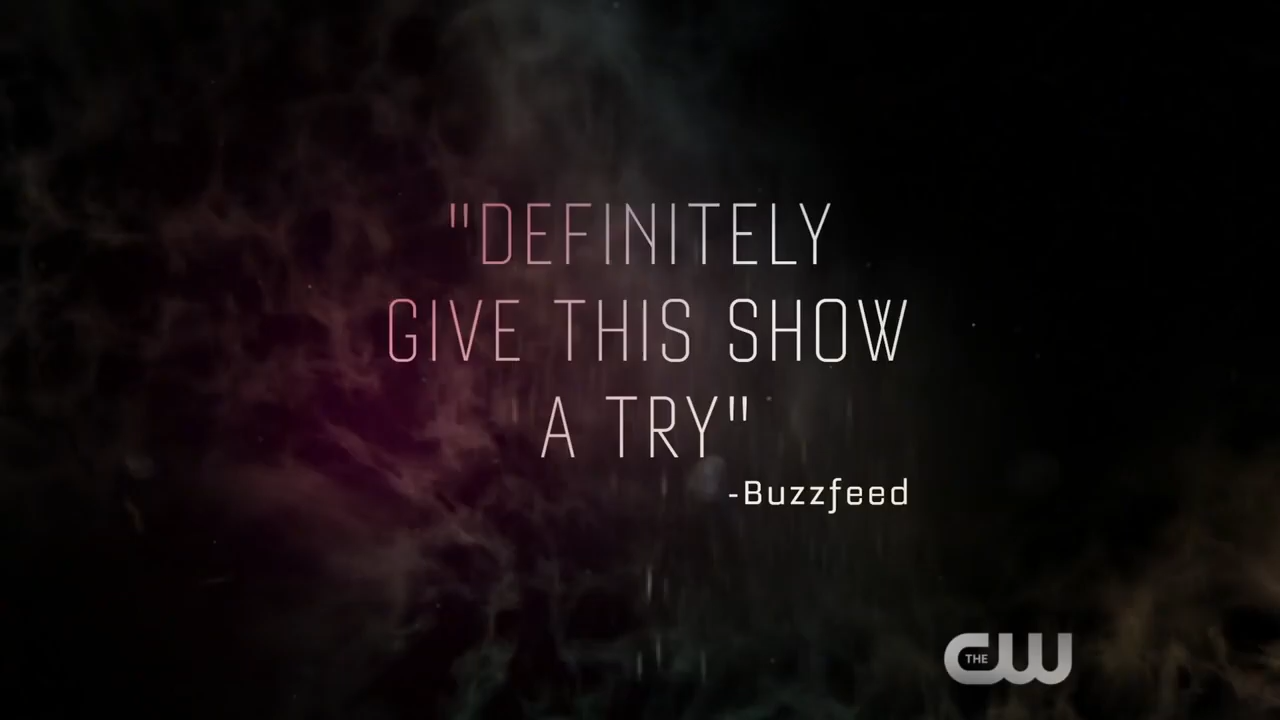 "DEFINITELY
GIVE THIS SHOW
A TRY"
-Buzzfeed
THE CW